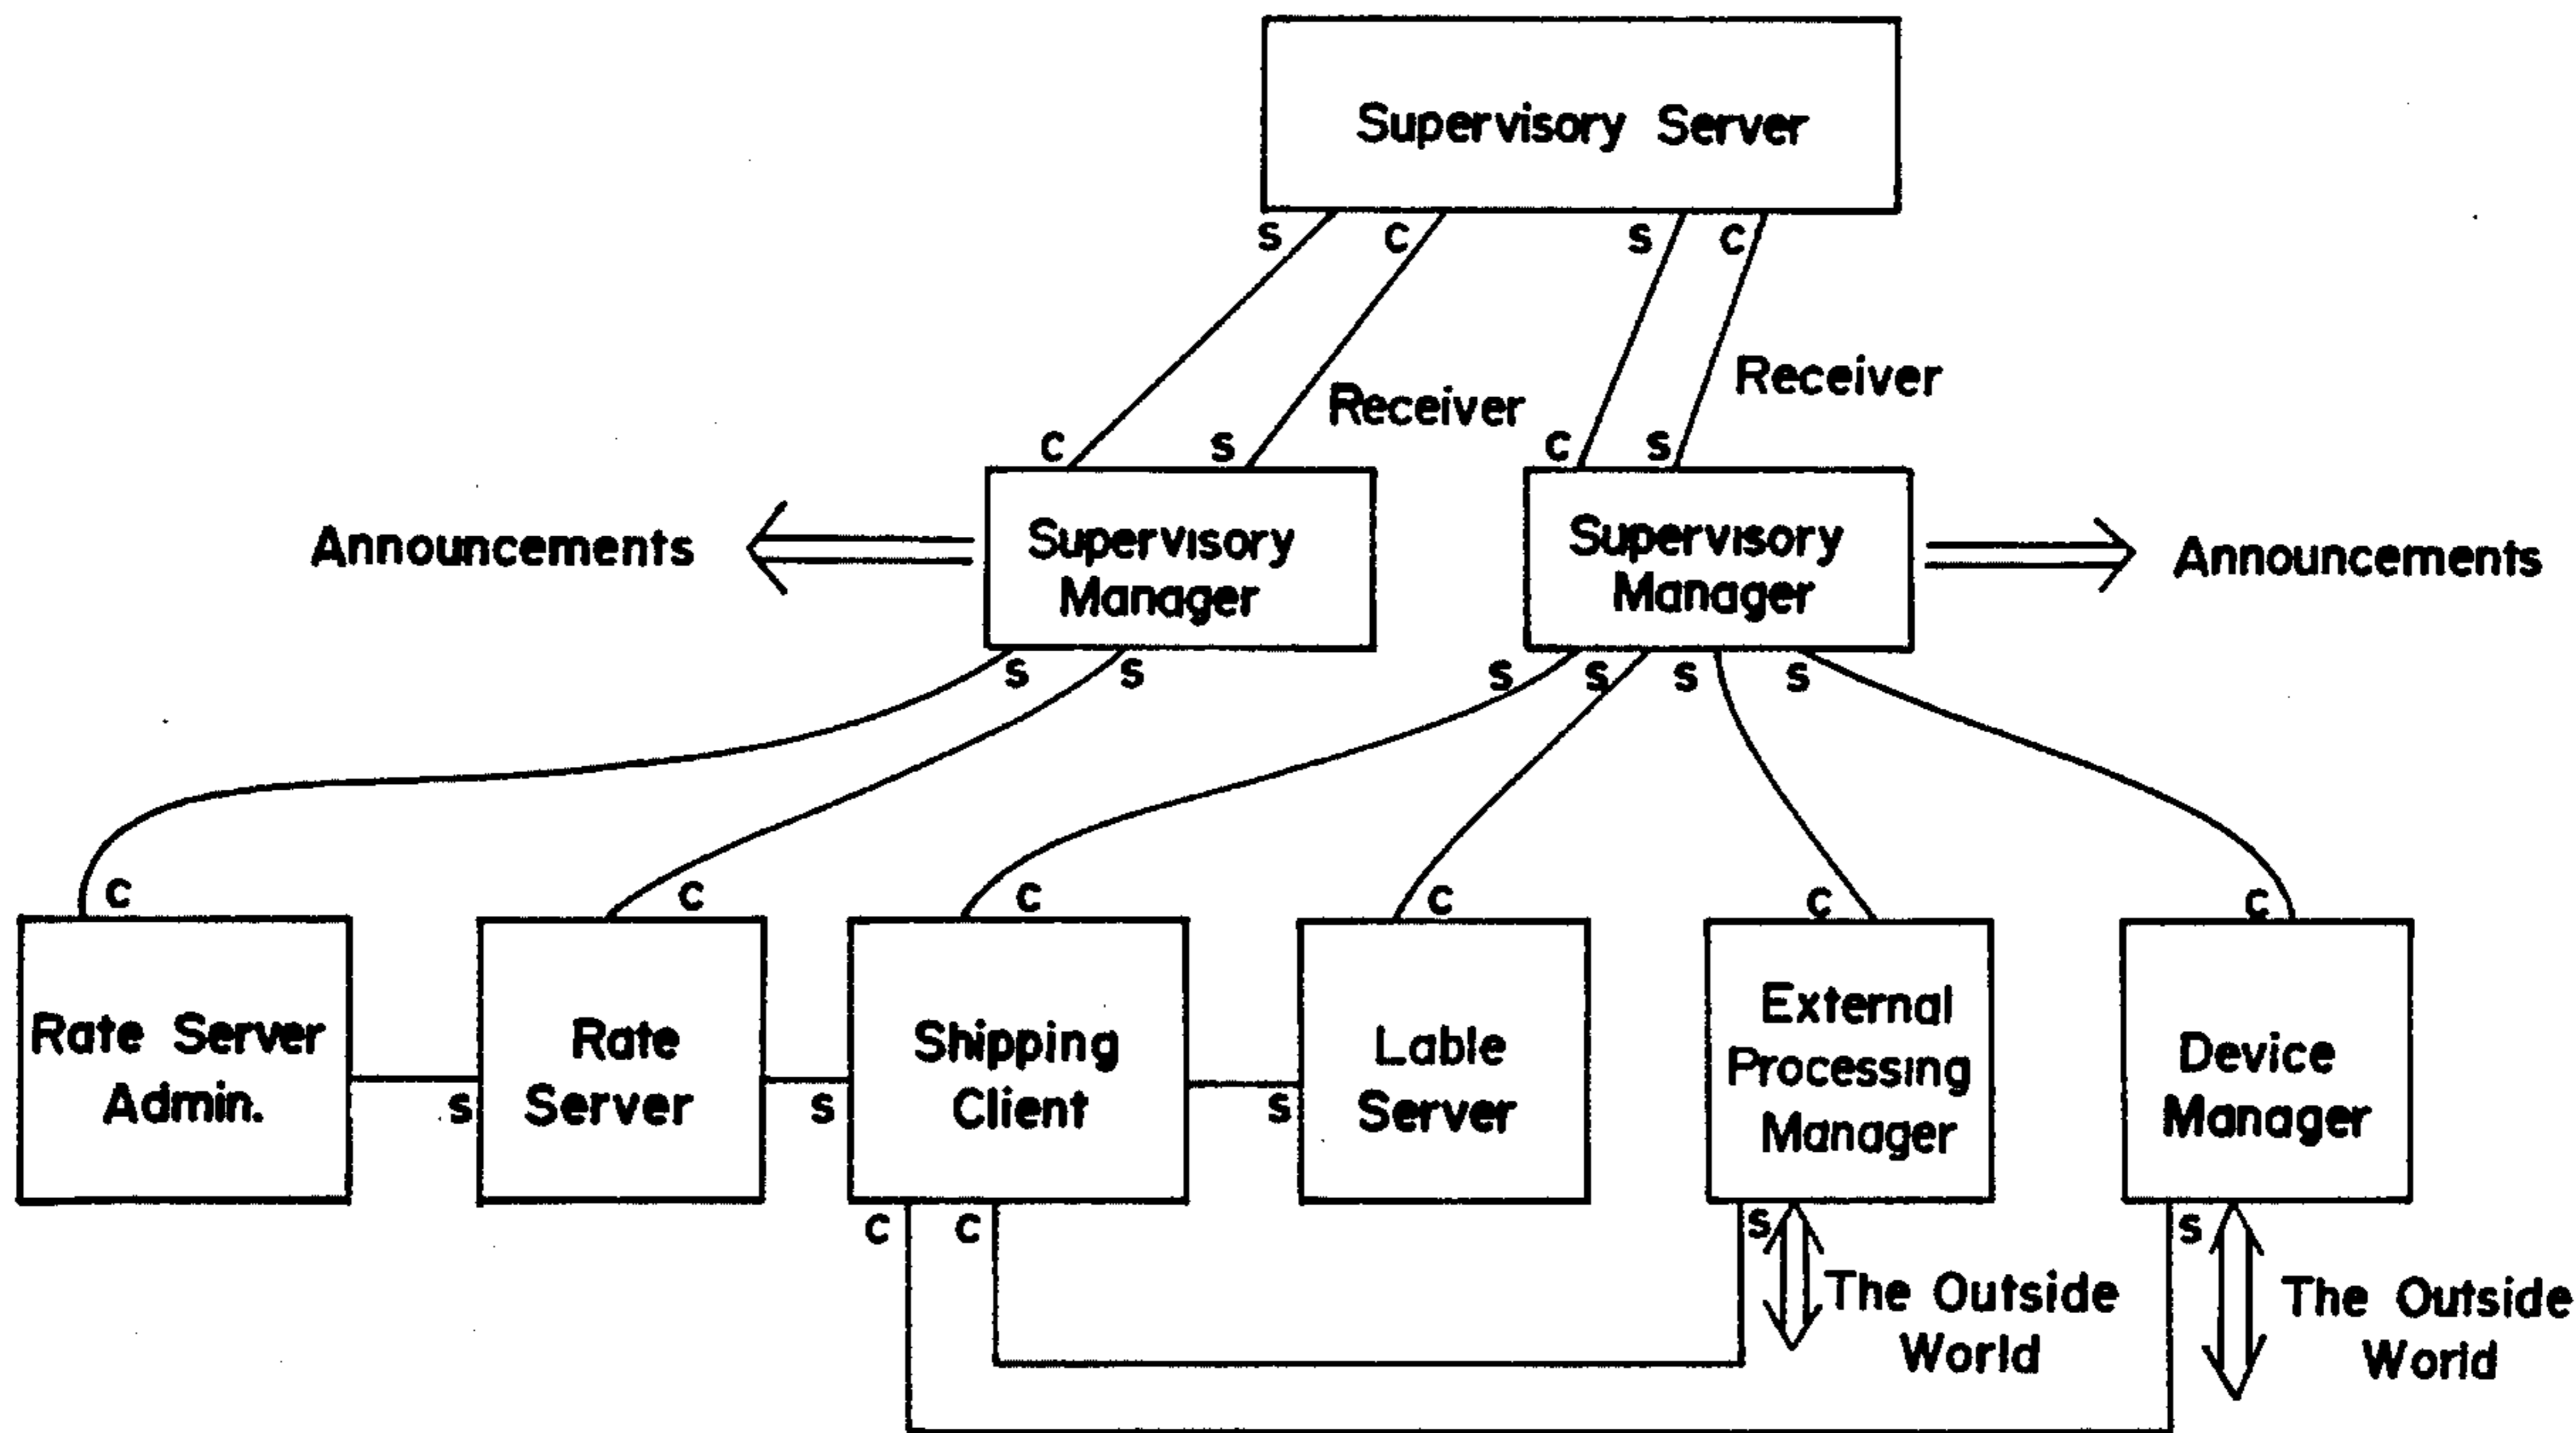 Supervisory Server
S
C
S
C
Receiver
Receiver
C
S
C
S
Announcements
Supervisory
Manager
Supervisory
Manager
Announcements
S
S
S
S
S
S
C
C
C
C
C
C
Rate Server
Admin.
Rate
Server
Shipping
Client
Lable
Server
External
Processing
Manager
Device
Manager
S
S
S
C
C
S
S
The Outside
World
The Outside
World